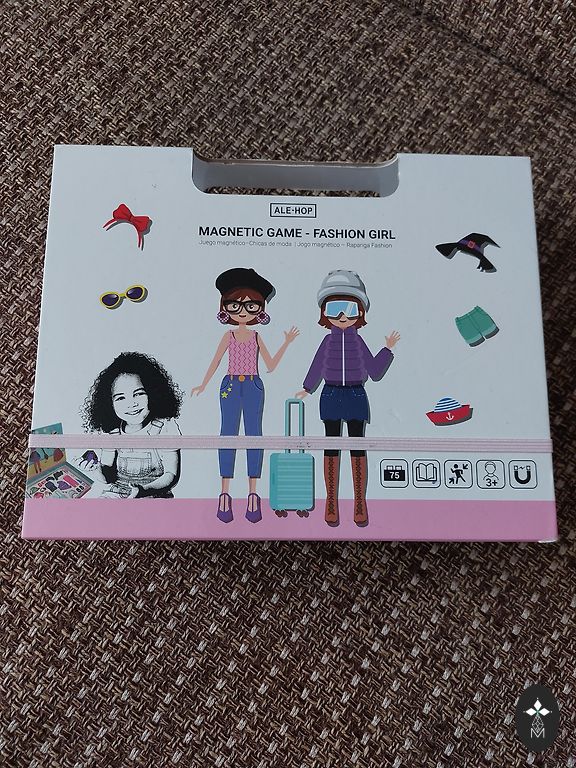 ALE-HOP
MAGNETIC GAME - FASHION GIRL
Juego magnético-Chicas de moda | Jogo magnético – Rapariga Fashion
75
3+
M